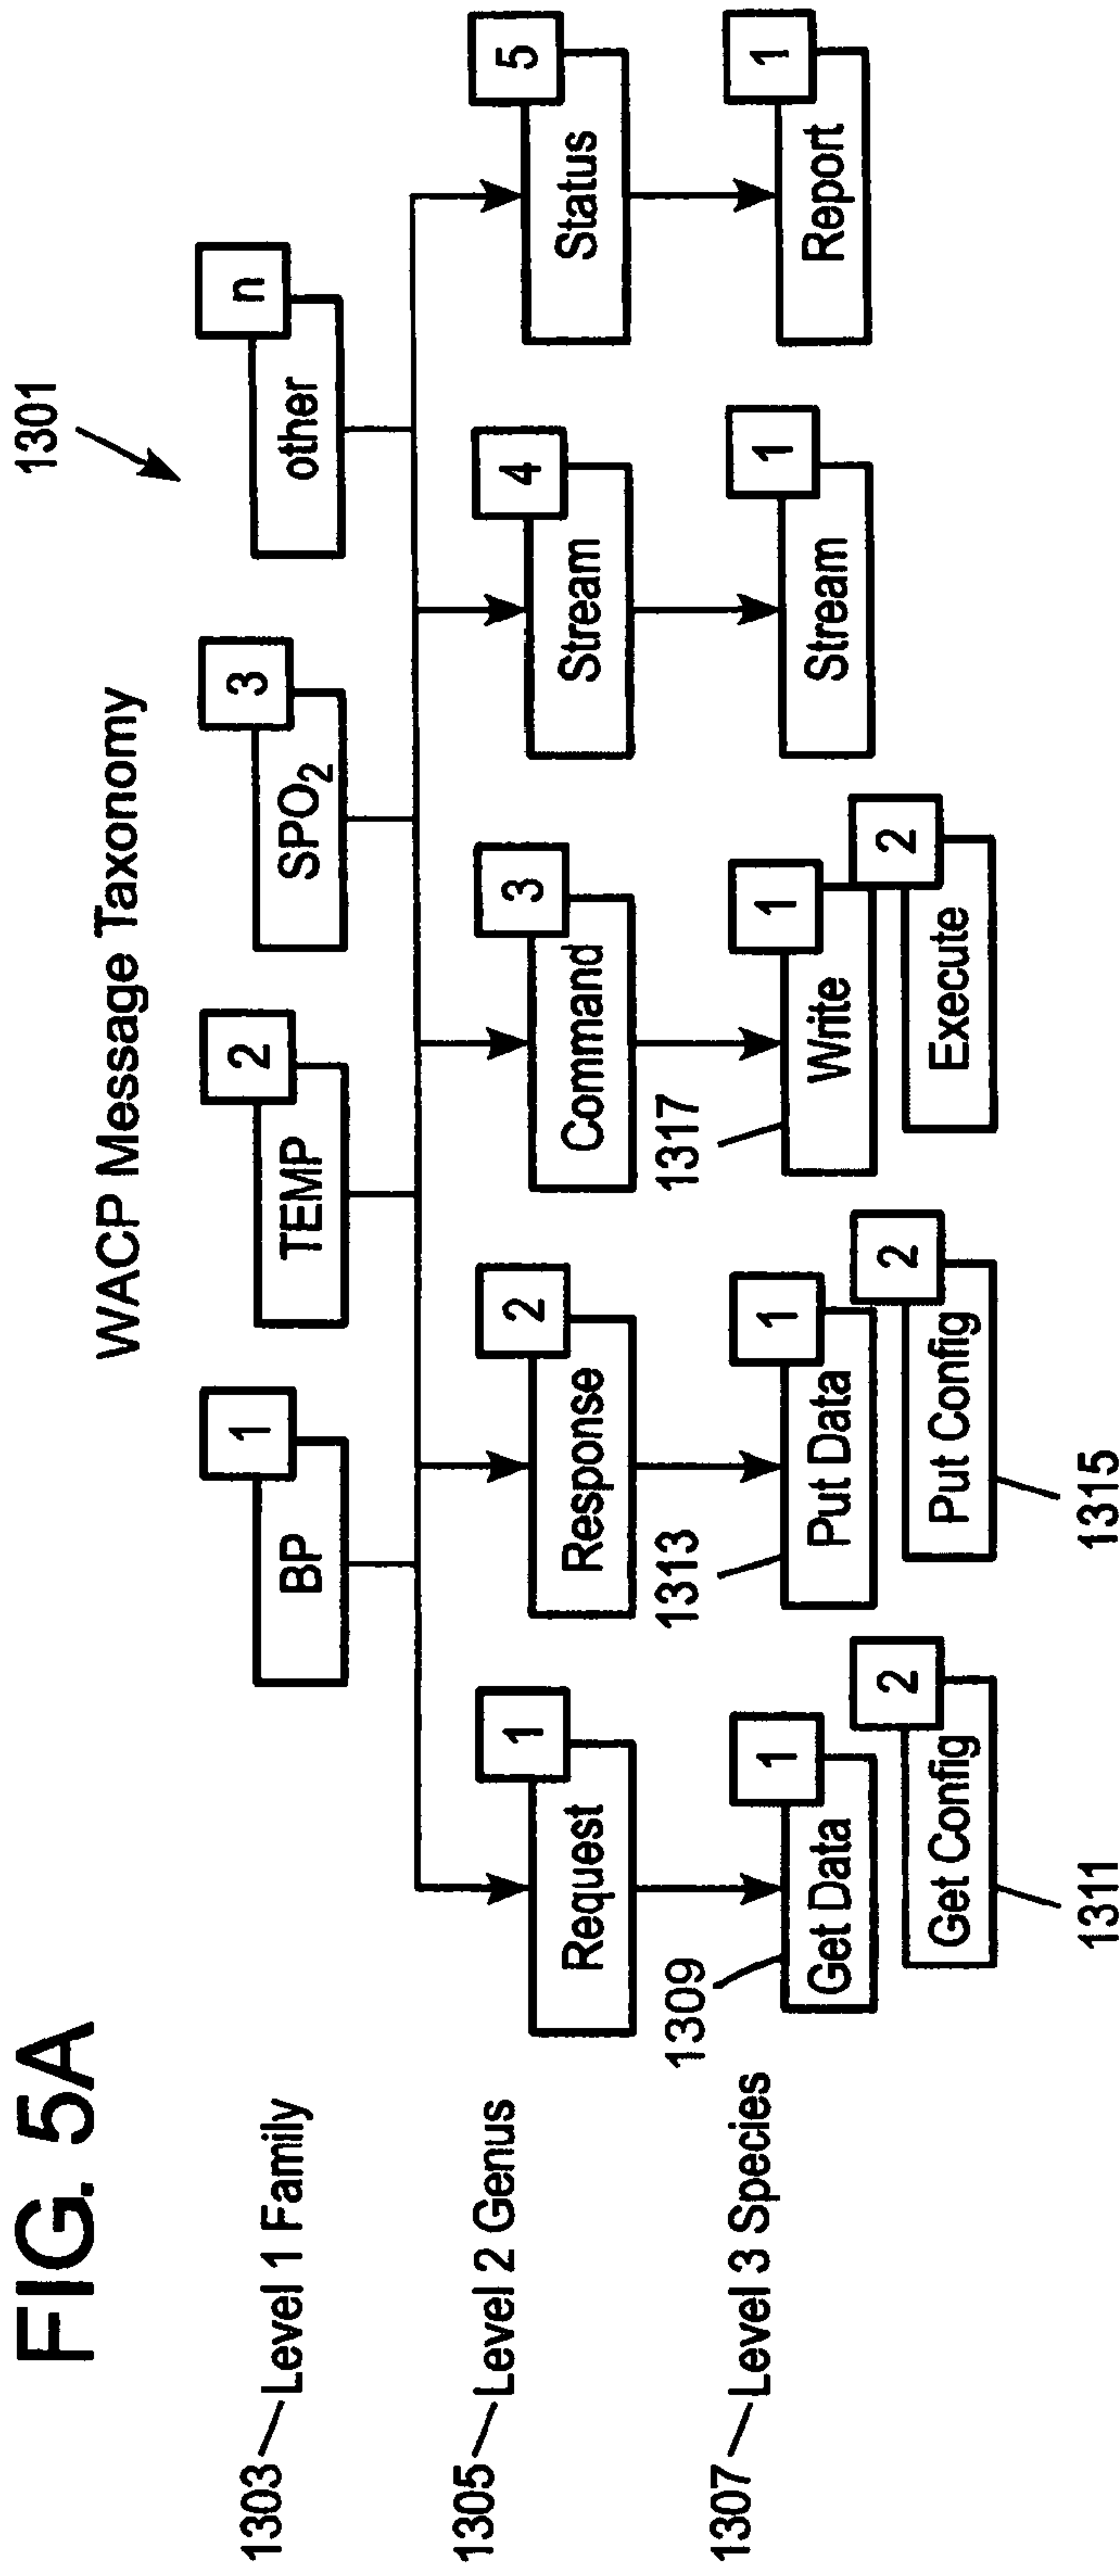 FIG. 5A
WACP Message Taxonomy
1301
1303
Level 1 Family
BP
1
TEMP
2
SPO2
3
other
n
1305
Level 2 Genus
Request
1
Response
2
Command
3
Stream
4
Status
5
1307
Level 3 Species
1309
Get Data
1
1313
Put Data
1
1317
Write
1
Stream
1
Report
1
Get Config
2
Put Config
2
Execute
2
1311
1315